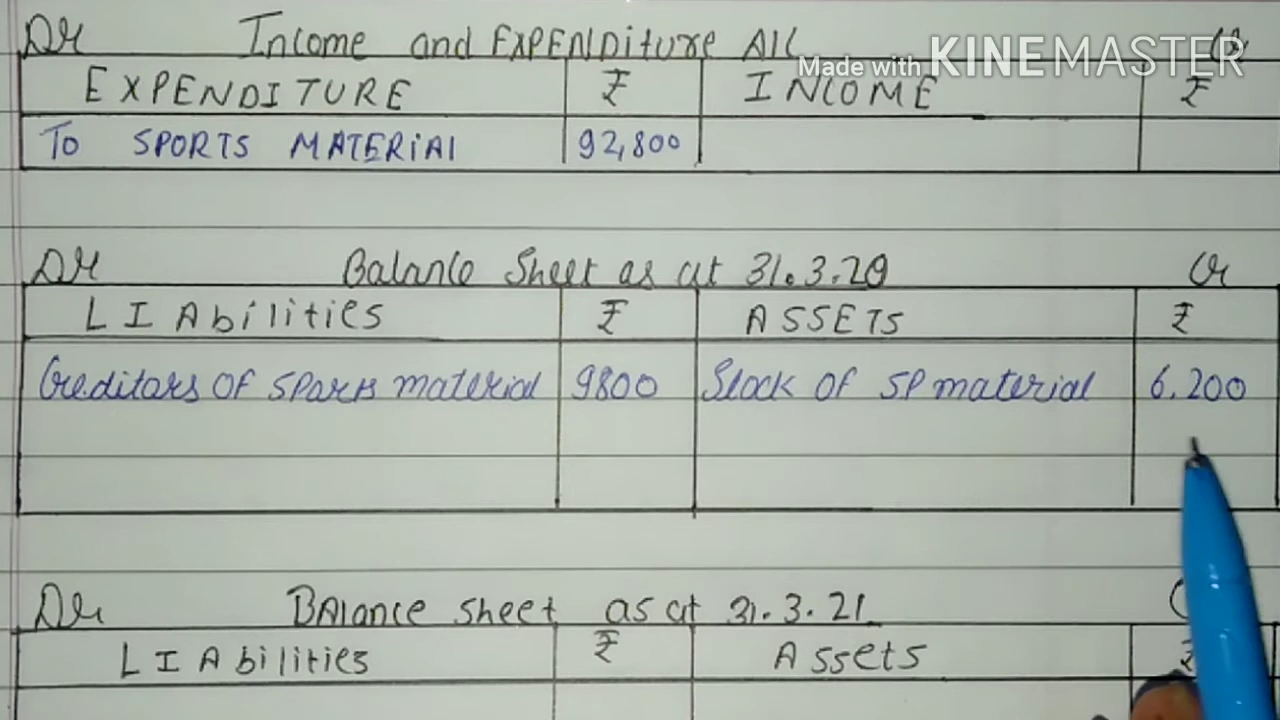 Dr Income and EXPENDiture A/C Cr
Made with KINEMASTER
EXPENDITURE ₹ INCOME ₹
To SPORTS MATERiAl 92,800
Dr Balance Sheet as at 31.3.20 Cr
LIAbilities ₹ ASSETS ₹
Creditors OF Sports material 9800 Stock OF SP material 6.200
Dr BAlance sheet as at 31.3.21
LIAbilities ₹ Assets ₹